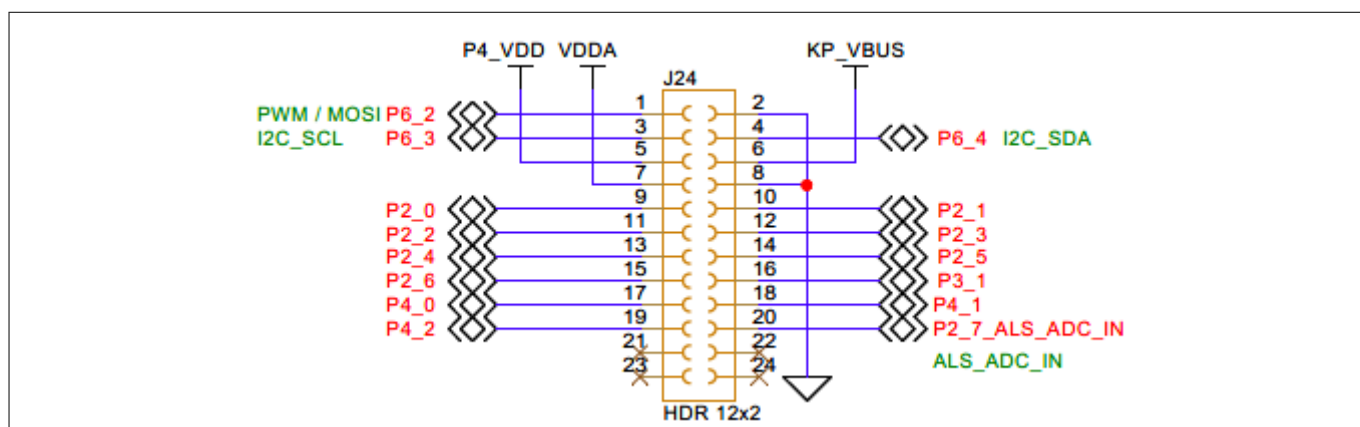 P4_VDD VDDA KP_VBUS
J24
PWM / MOSI P6_2 1 2
I2C_SCL P6_3 3 4 P6_4 I2C_SDA
5 6
7 8
P2_0 9 10 P2_1
P2_2 11 12 P2_3
P2_4 13 14 P2_5
P2_6 15 16 P3_1
P4_0 17 18 P4_1
P4_2 19 20 P2_7_ALS_ADC_IN
21 22
ALS_ADC_IN
23 24
HDR 12x2